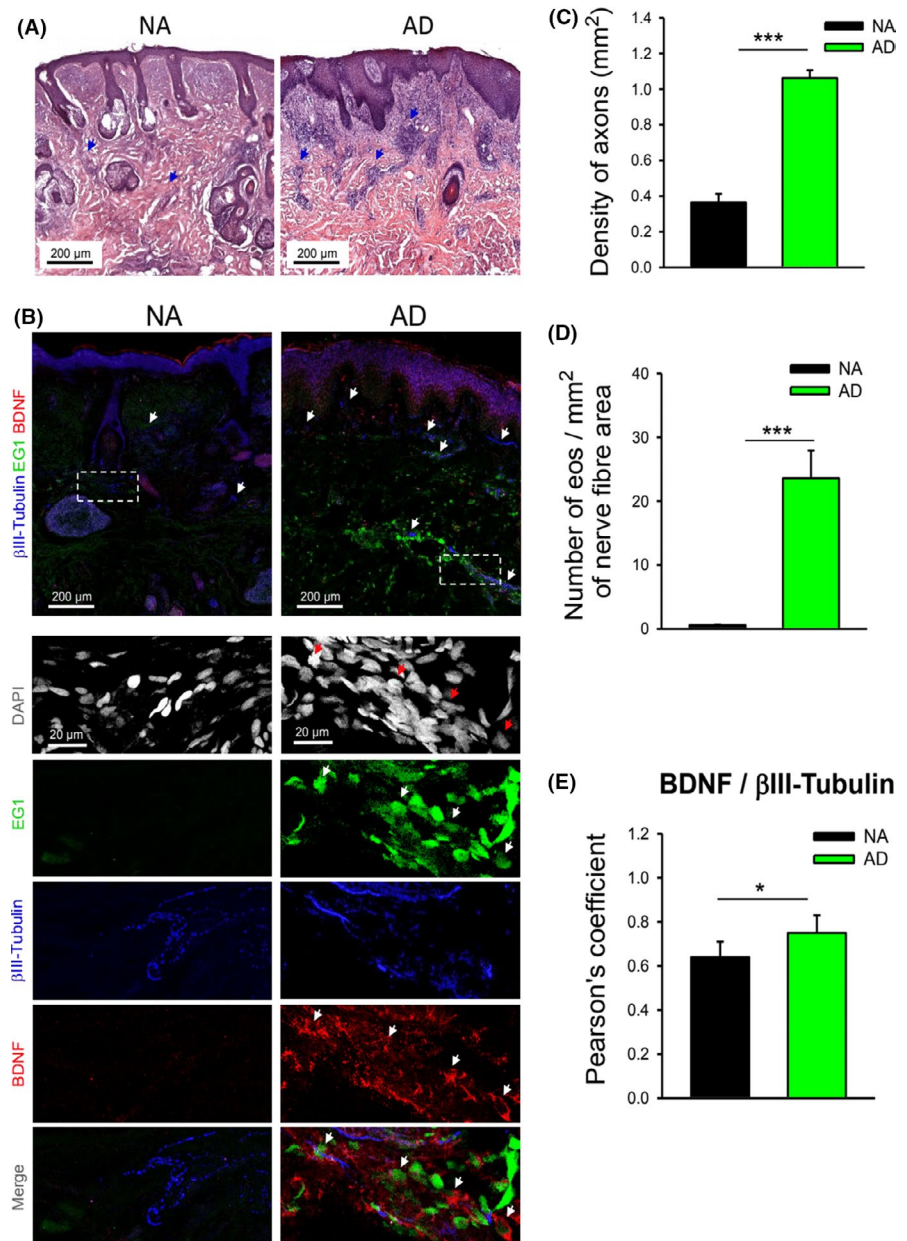 (A)
NA
AD
200 µm
200 µm
(B)
NA
AD
βIII-Tubulin EG1 BDNF
200 µm
200 µm
DAPI
20 µm
20 µm
EG1
βIII-Tubulin
BDNF
Merge
(C)
Density of axons (mm²)
1.4
1.2
1.0
0.8
0.6
0.4
0.2
0.0
***
NA
AD
(D)
Number of eos / mm²
of nerve fibre area
40
30
20
10
0
***
NA
AD
(E)
BDNF / βIII-Tubulin
Pearson's coefficient
1.2
1.0
0.8
0.6
0.4
0.2
0.0
*
NA
AD